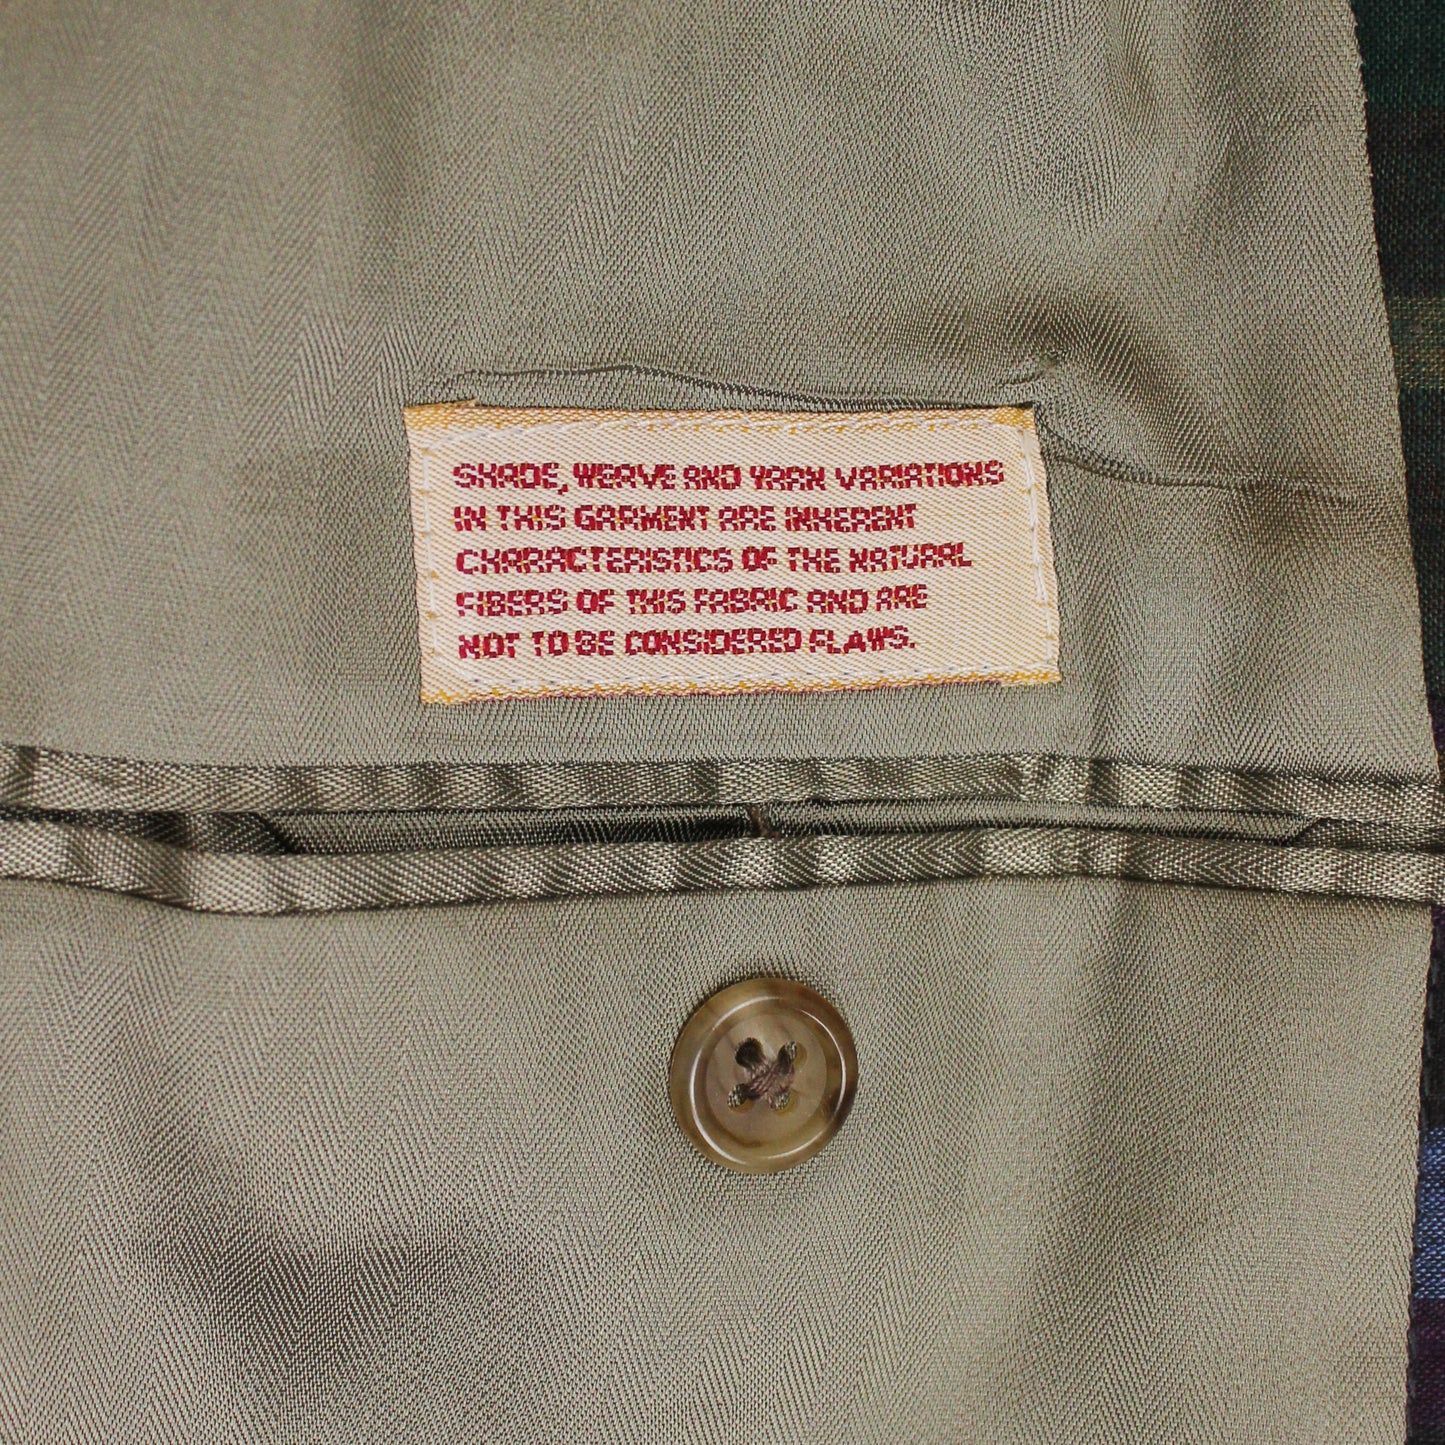 SHADE, WEAVE AND YARN VARIATIONS
IN THIS GARMENT ARE INHERENT
CHARACTERISTICS OF THE NATURAL
FIBERS OF THIS FABRIC AND ARE
NOT TO BE CONSIDERED FLAWS.